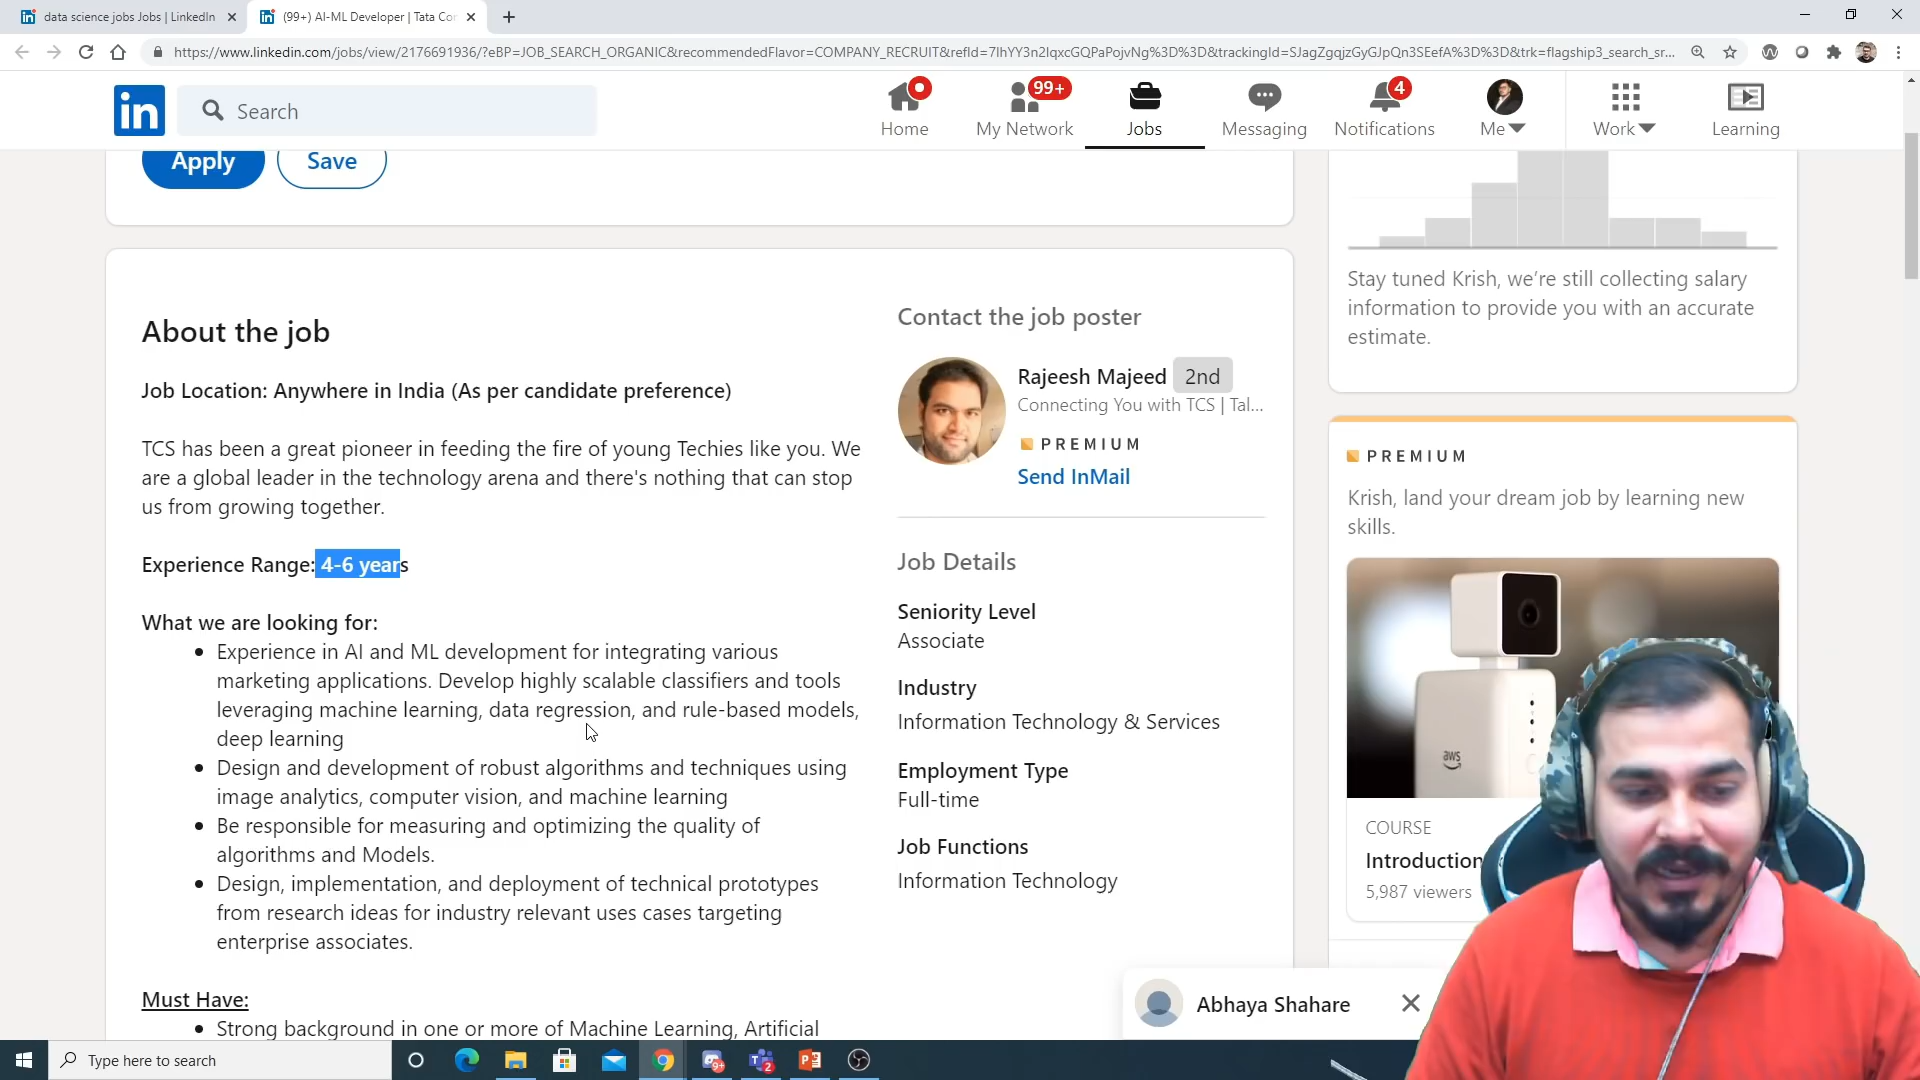 data science jobs Jobs | LinkedIn
(99+) AI-ML Developer | Tata Con
https://www.linkedin.com/jobs/view/2176691936/?eBP=JOB_SEARCH_ORGANIC&recommendedFlavor=COMPANY_RECRUIT&refId=7IhYY3n2IqxcGQPaPojvNg%3D%3D&trackingId=SJagZgqjzGyGJpQn3SEefA%3D%3D&trk=flagship3_search_sr...
in
Search
Home
99+
My Network
Jobs
Messaging
4
Notifications
Me
Work
Learning
Apply
Save
About the job
Job Location: Anywhere in India (As per candidate preference)
TCS has been a great pioneer in feeding the fire of young Techies like you. We
are a global leader in the technology arena and there's nothing that can stop
us from growing together.
Experience Range: 4-6 years
What we are looking for:
• Experience in AI and ML development for integrating various
marketing applications. Develop highly scalable classifiers and tools
leveraging machine learning, data regression, and rule-based models,
deep learning
• Design and development of robust algorithms and techniques using
image analytics, computer vision, and machine learning
• Be responsible for measuring and optimizing the quality of
algorithms and Models.
• Design, implementation, and deployment of technical prototypes
from research ideas for industry relevant uses cases targeting
enterprise associates.
Must Have:
• Strong background in one or more of Machine Learning, Artificial
Contact the job poster
Rajeesh Majeed 2nd
Connecting You with TCS | Tal...
PREMIUM
Send InMail
Job Details
Seniority Level
Associate
Industry
Information Technology & Services
Employment Type
Full-time
Job Functions
Information Technology
Stay tuned Krish, we're still collecting salary
information to provide you with an accurate
estimate.
PREMIUM
Krish, land your dream job by learning new
skills.
aws
COURSE
Introduction
5,987 viewers
Abhaya Shahare
Type here to search
9+
2